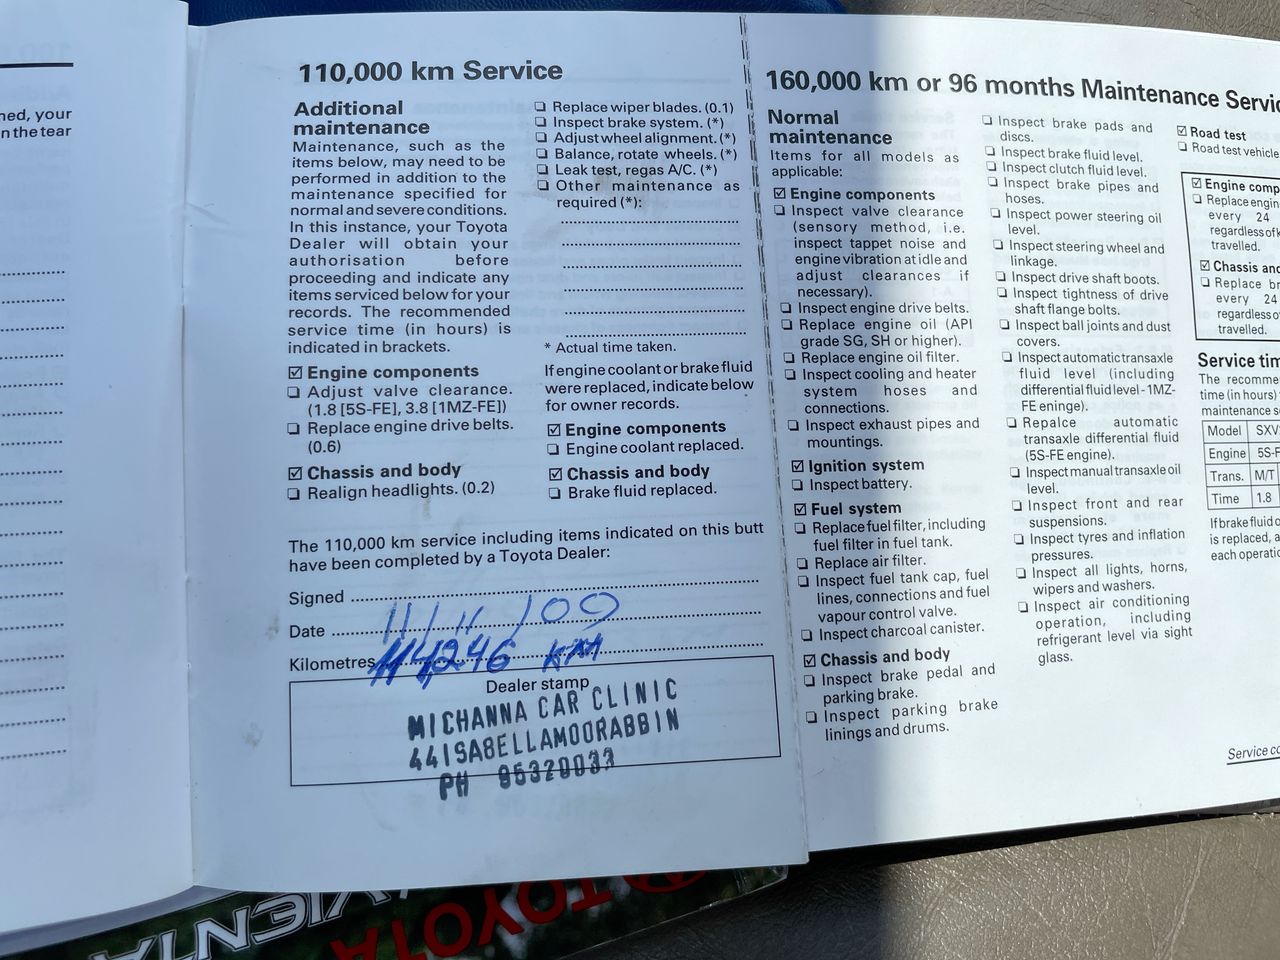 ned, your
n the tear
110,000 km Service
Additional
maintenance
Maintenance, such as the
items below, may need to be
performed in addition to the
maintenance specified for
normal and severe conditions.
In this instance, your Toyota
Dealer will obtain your
authorisation before
proceeding and indicate any
items serviced below for your
records. The recommended
service time (in hours) is
indicated in brackets.
☑ Engine components
❏ Adjust valve clearance.
(1.8 [5S-FE], 3.8 [1MZ-FE])
❏ Replace engine drive belts.
(0.6)
☑ Chassis and body
❏ Realign headlights. (0.2)
❏ Replace wiper blades. (0.1)
❏ Inspect brake system. (*)
❏ Adjust wheel alignment. (*)
❏ Balance, rotate wheels. (*)
❏ Leak test, regas A/C. (*)
❏ Other maintenance as
required (*):
* Actual time taken.
If engine coolant or brake fluid
were replaced, indicate below
for owner records.
☑ Engine components
❏ Engine coolant replaced.
☑ Chassis and body
❏ Brake fluid replaced.
The 110,000 km service including items indicated on this butt
have been completed by a Toyota Dealer:
Signed
Date 11/11/00
Kilometres 114246 KM
Dealer stamp
MICHANNA CAR CLINIC
44ISABELLAMOORABBIN
PH 95320033
160,000 km or 96 months Maintenance Servic
Normal
maintenance
Items for all models as
applicable:
☑ Engine components
❏ Inspect valve clearance
(sensory method, i.e.
inspect tappet noise and
engine vibration at idle and
adjust clearances if
necessary).
❏ Inspect engine drive belts.
❏ Replace engine oil (API
grade SG, SH or higher).
❏ Replace engine oil filter.
❏ Inspect cooling and heater
system hoses and
connections.
❏ Inspect exhaust pipes and
mountings.
☑ Ignition system
❏ Inspect battery.
☑ Fuel system
❏ Replace fuel filter, including
fuel filter in fuel tank.
❏ Replace air filter.
❏ Inspect fuel tank cap, fuel
lines, connections and fuel
vapour control valve.
❏ Inspect charcoal canister.
☑ Chassis and body
❏ Inspect brake pedal and
parking brake.
❏ Inspect parking brake
linings and drums.
❏ Inspect brake pads and
discs.
❏ Inspect brake fluid level.
❏ Inspect clutch fluid level.
❏ Inspect brake pipes and
hoses.
❏ Inspect power steering oil
level.
❏ Inspect steering wheel and
linkage.
❏ Inspect drive shaft boots.
❏ Inspect tightness of drive
shaft flange bolts.
❏ Inspect ball joints and dust
covers.
❏ Inspect automatic transaxle
fluid level (including
differential fluid level - 1MZ-
FE eninge).
❏ Repalce automatic
transaxle differential fluid
(5S-FE engine).
❏ Inspect manual transaxle oil
level.
❏ Inspect front and rear
suspensions.
❏ Inspect tyres and inflation
pressures.
❏ Inspect all lights, horns,
wipers and washers.
❏ Inspect air conditioning
operation, including
refrigerant level via sight
glass.
☑ Road test
❏ Road test vehicle
☑ Engine comp
❏ Replace engin
every 24
regardless of k
travelled.
☑ Chassis and
❏ Replace br
every 24
regardless o
travelled.
Service tim
The recomme
time (in hours)
maintenance s
Model SXV
Engine 5S-F
Trans. M/T
Time 1.8
If brake fluid o
is replaced, a
each operati
Service co
TOYOTA
VIENTA